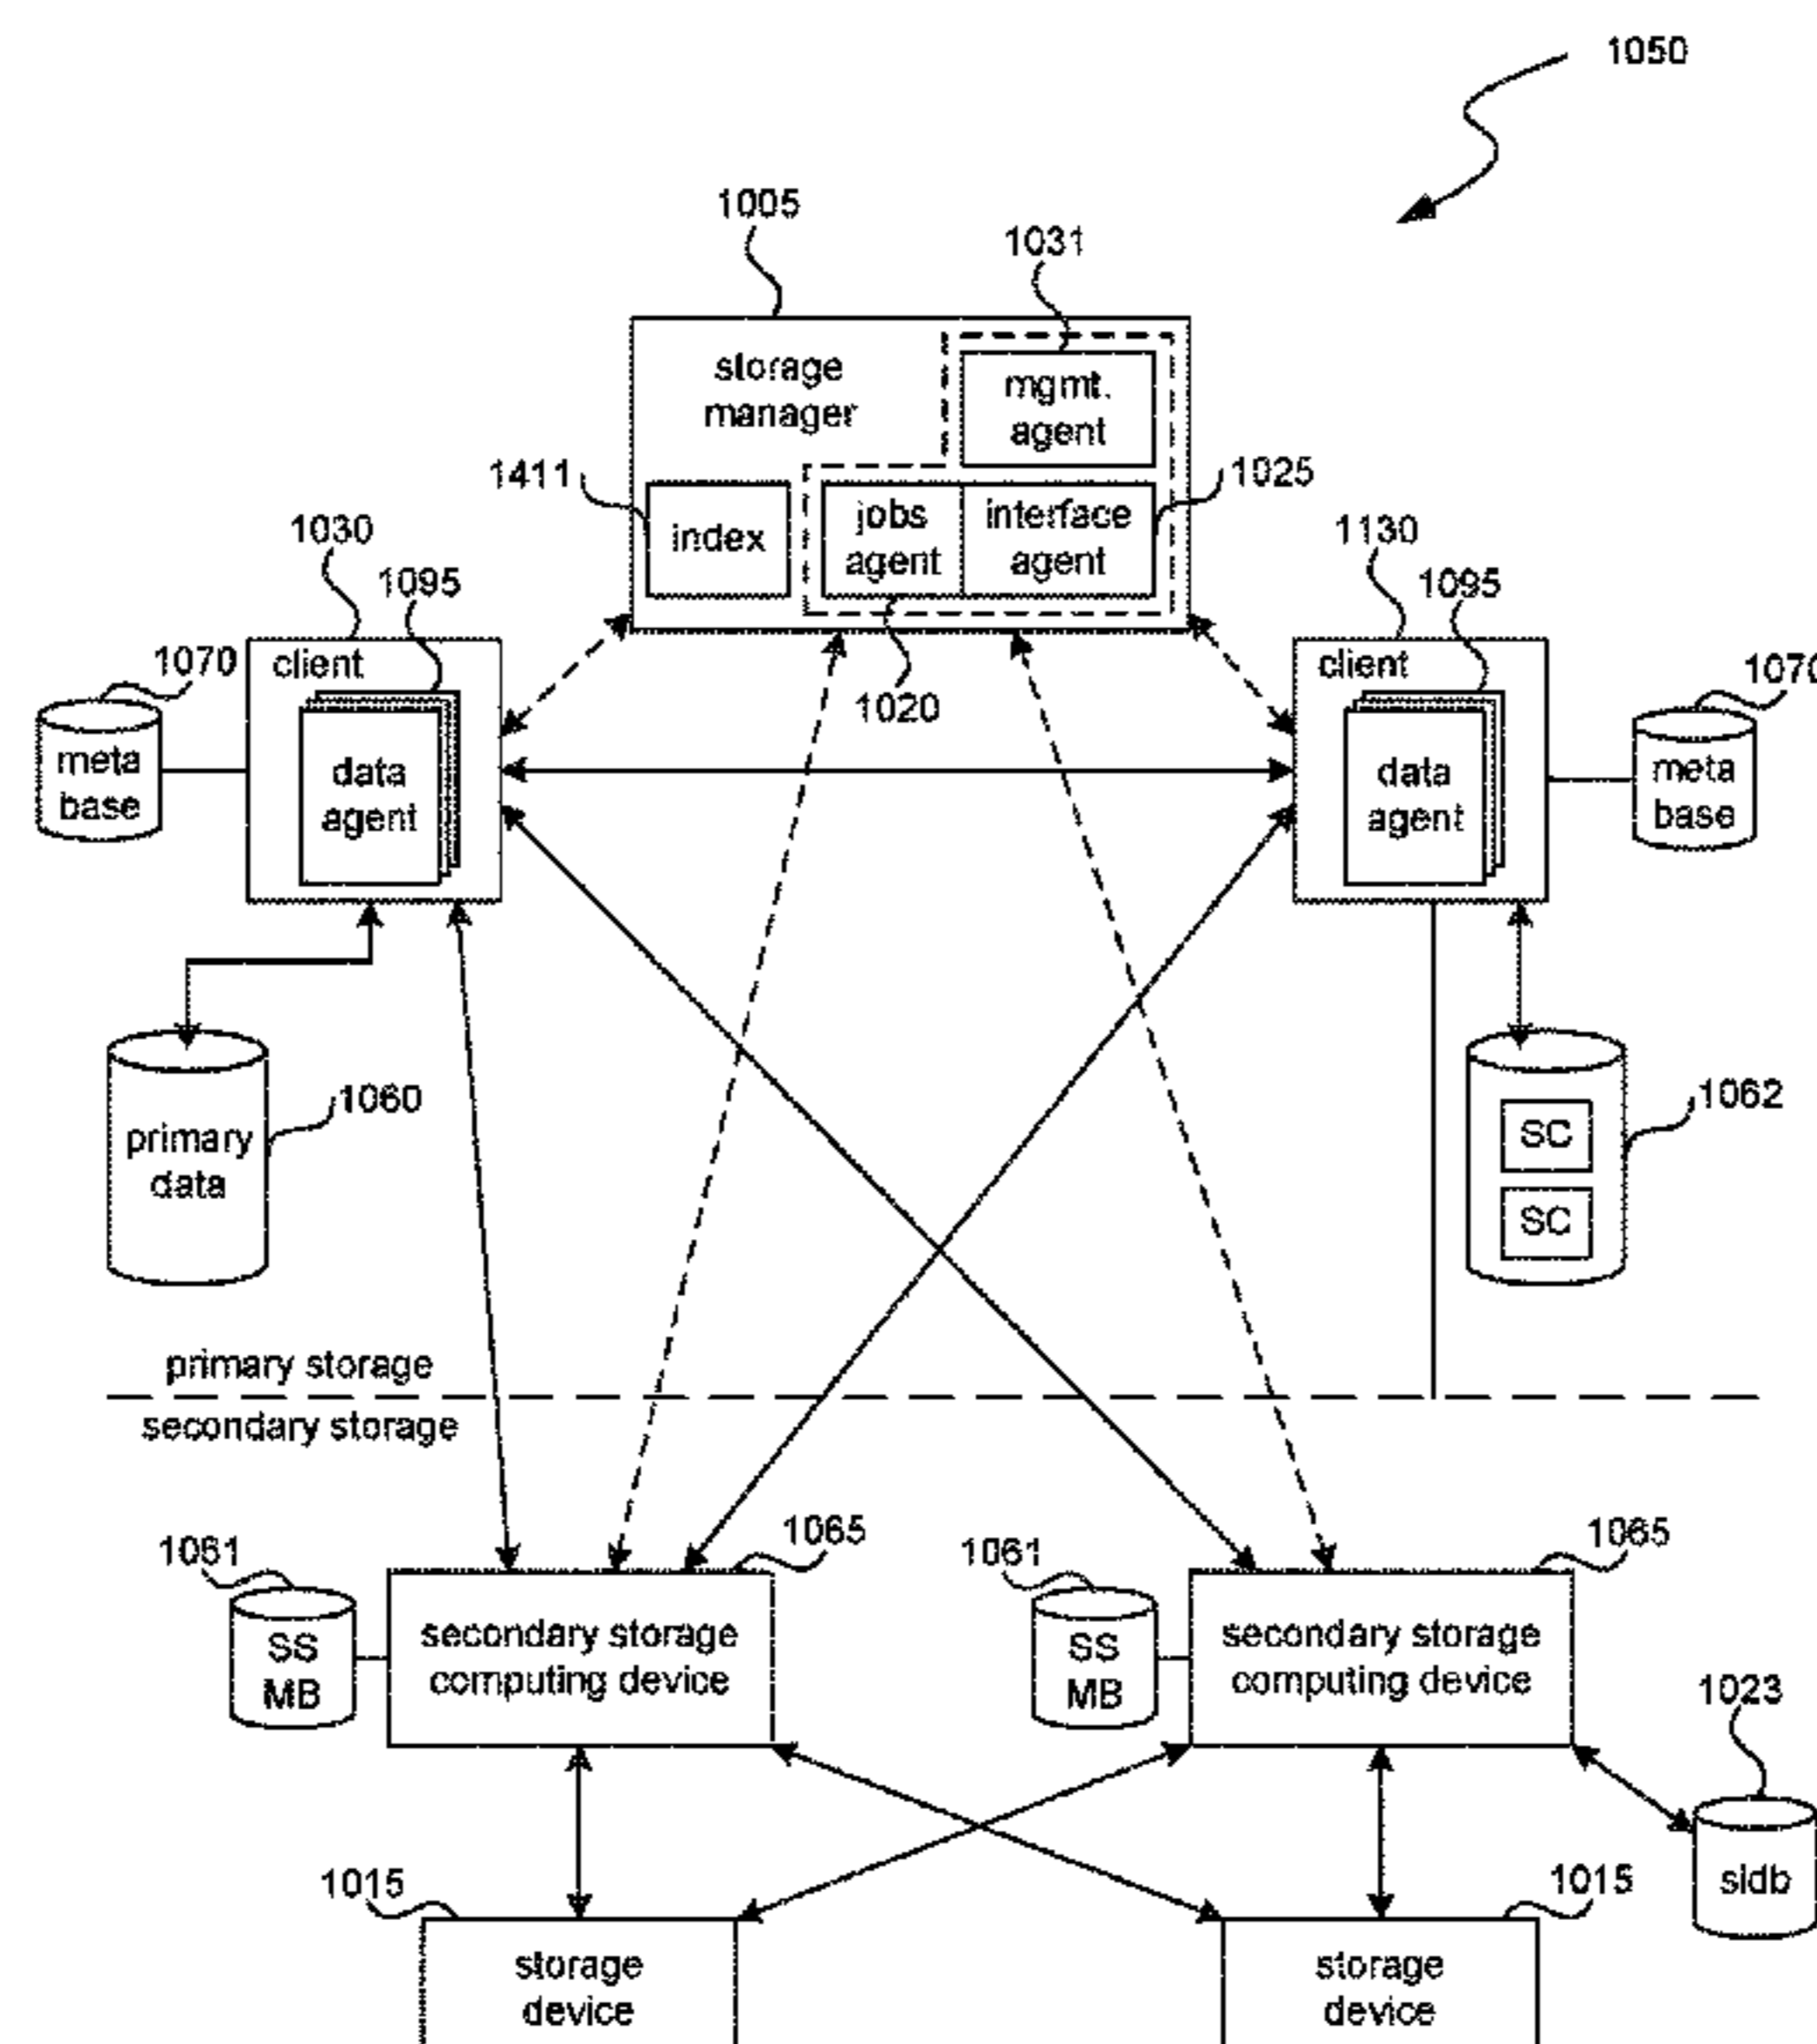 1050
1005
1031
storage
manager
mgmt.
agent
1411
1025
index
jobs
agent
interface
agent
1030
1130
1095
1095
1070
client
client
1070
1020
meta
base
data
agent
data
agent
meta
base
1060
1062
primary
data
SC
SC
primary storage
secondary storage
1061
1065
1061
1065
SS
MB
secondary storage
computing device
SS
MB
secondary storage
computing device
1023
1015
1015
sidb
storage
device
storage
device